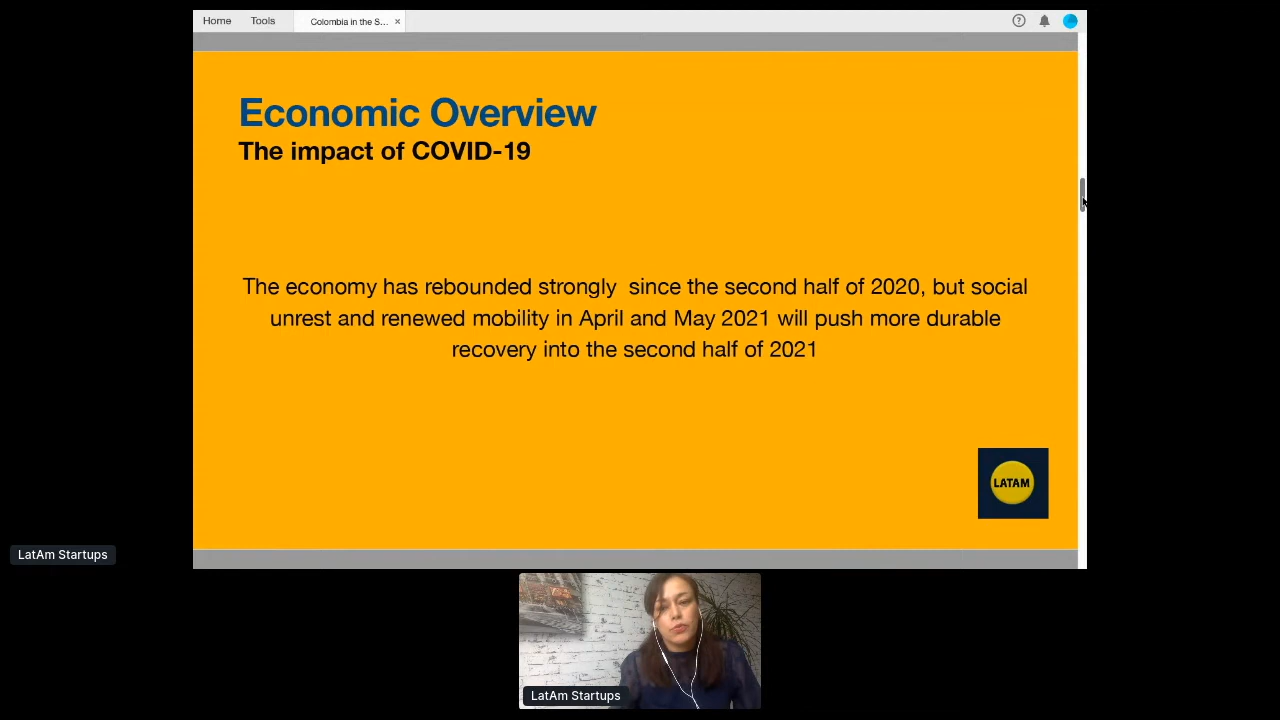 Home Tools Colombia in the S... ×
Economic Overview
The impact of COVID-19
The economy has rebounded strongly  since the second half of 2020, but social
unrest and renewed mobility in April and May 2021 will push more durable
recovery into the second half of 2021
LATAM
LatAm Startups
LatAm Startups